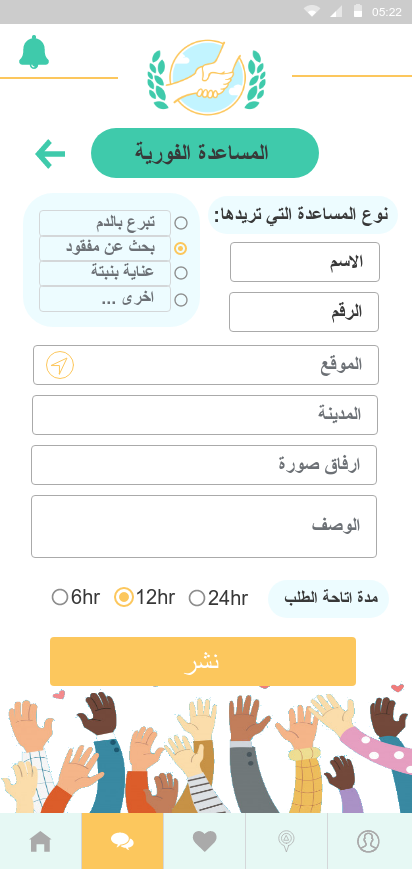 05:22
المساعدة الفورية
نوع المساعدة التي تريدها:
تبرع بالدم
بحث عن مفقود
عناية بنبتة
اخرى ...
الاسم
الرقم
الموقع
المدينة
ارفاق صورة
الوصف
مدة اتاحة الطلب
24hr
12hr
6hr
نشر